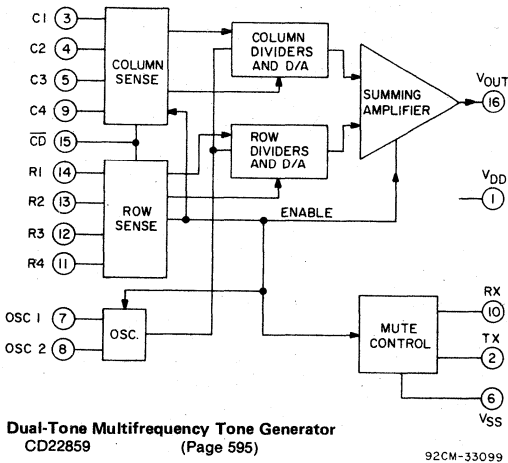 C1 3
C2 4
C3 5
C4 9
CD 15
R1 14
R2 13
R3 12
R4 11
OSC 1 7
OSC 2 8
COLUMN
SENSE
ROW
SENSE
OSC.
COLUMN
DIVIDERS
AND D/A
ROW
DIVIDERS
AND D/A
ENABLE
SUMMING
AMPLIFIER
VOUT
16
VDD
1
MUTE
CONTROL
RX
10
TX
2
6
VSS
Dual-Tone Multifrequency Tone Generator
CD22859 (Page 595)
92CM-33099